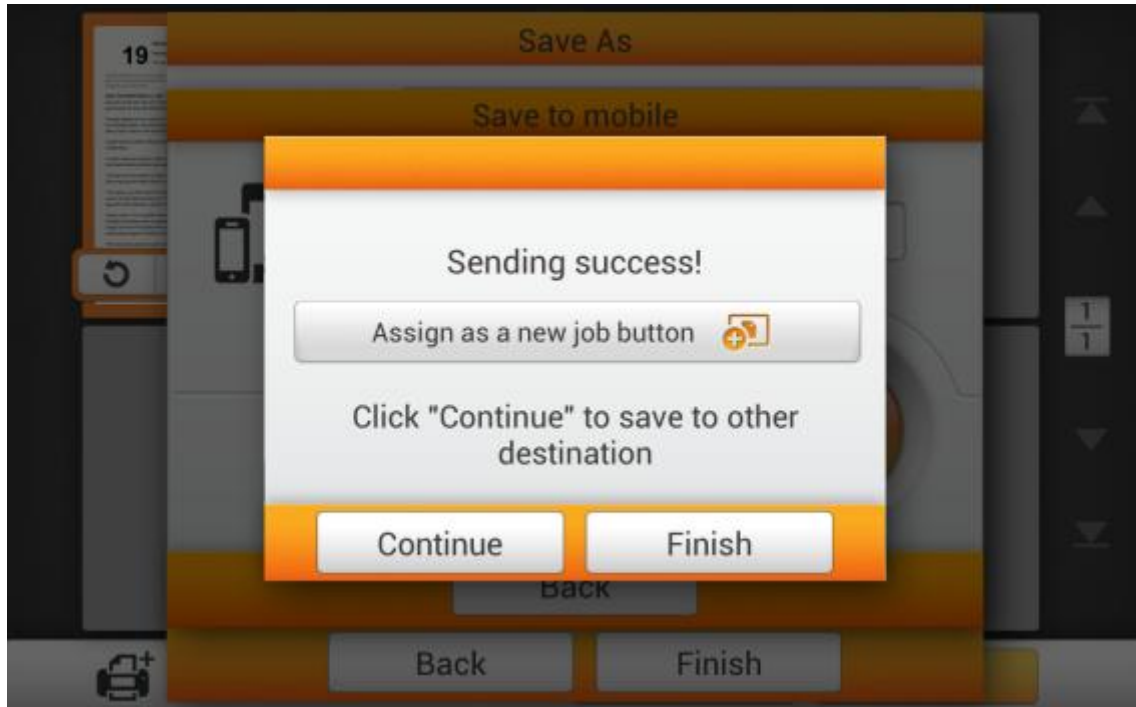 19
Save As
Save to mobile
Sending success!
Assign as a new job button
1
1
Click "Continue" to save to other
destination
Continue
Finish
Back
Back
Finish